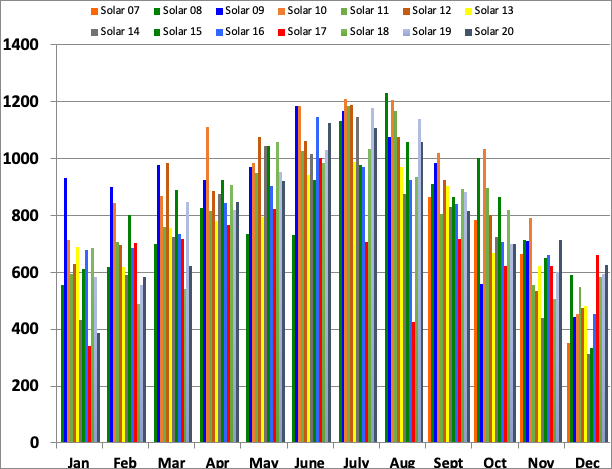 Solar 07 Solar 08 Solar 09 Solar 10 Solar 11 Solar 12 Solar 13
Solar 14 Solar 15 Solar 16 Solar 17 Solar 18 Solar 19 Solar 20
1400
1200
1000
800
600
400
200
0
Jan Feb Mar Apr May June July Aug Sept Oct Nov Dec